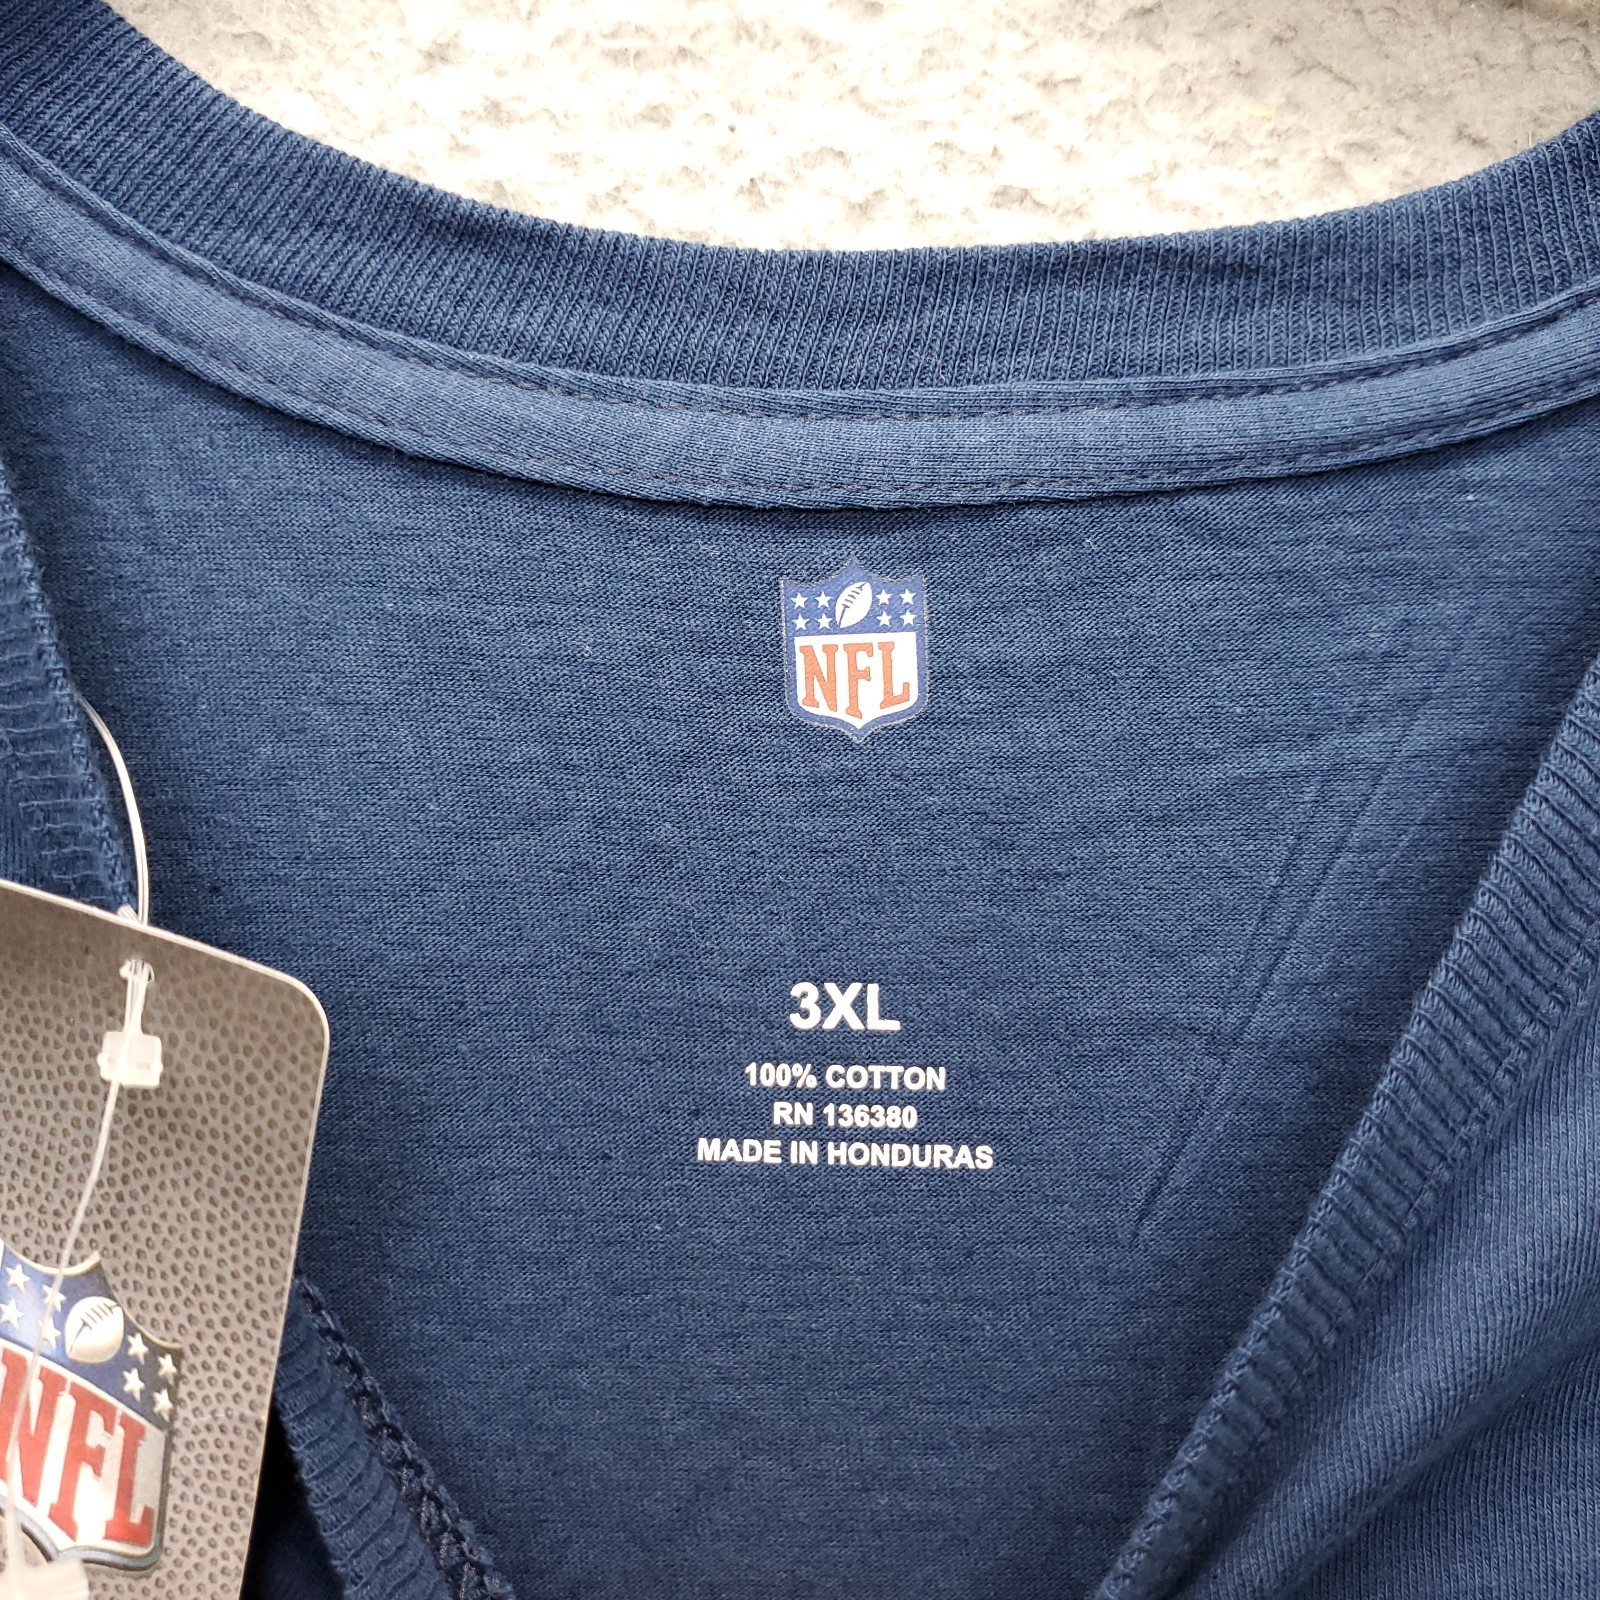 NFL
3XL
100% COTTON
RN 136380
MADE IN HONDURAS
NFL